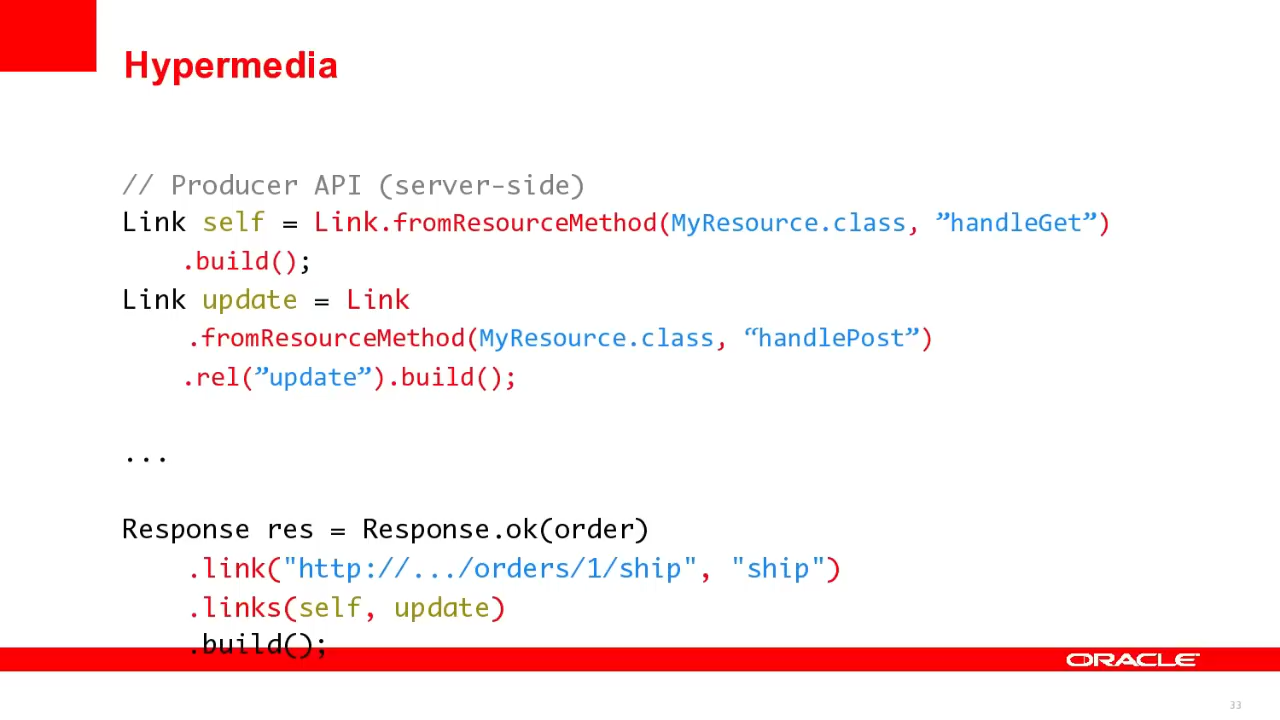 Hypermedia
// Producer API (server-side)
Link self = Link.fromResourceMethod(MyResource.class, ”handleGet”)
.build();
Link update = Link
.fromResourceMethod(MyResource.class, “handlePost”)
.rel(”update”).build();
...
Response res = Response.ok(order)
.link("http://.../orders/1/ship", "ship")
.links(self, update)
.build();
ORACLE
33